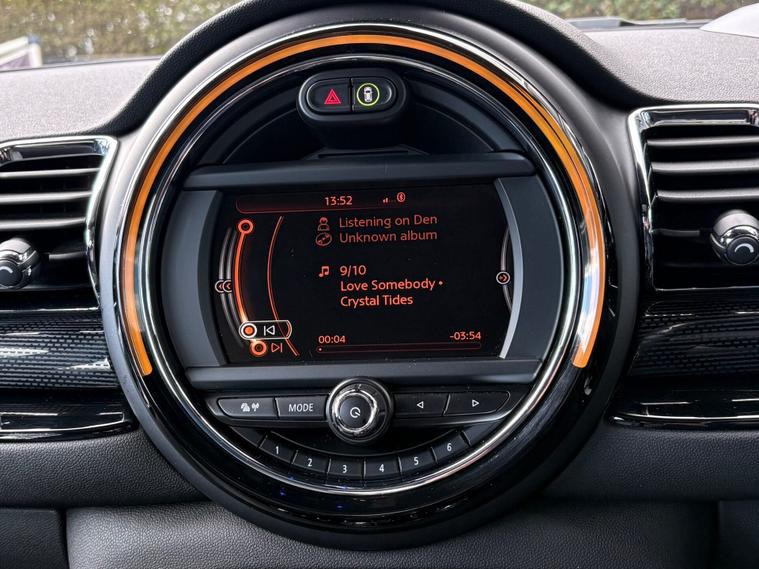 13:52
Listening on Den
Unknown album
9/10
Love Somebody •
Crystal Tides
00:04 -03:54
MODE
1 2 3 4 5 6